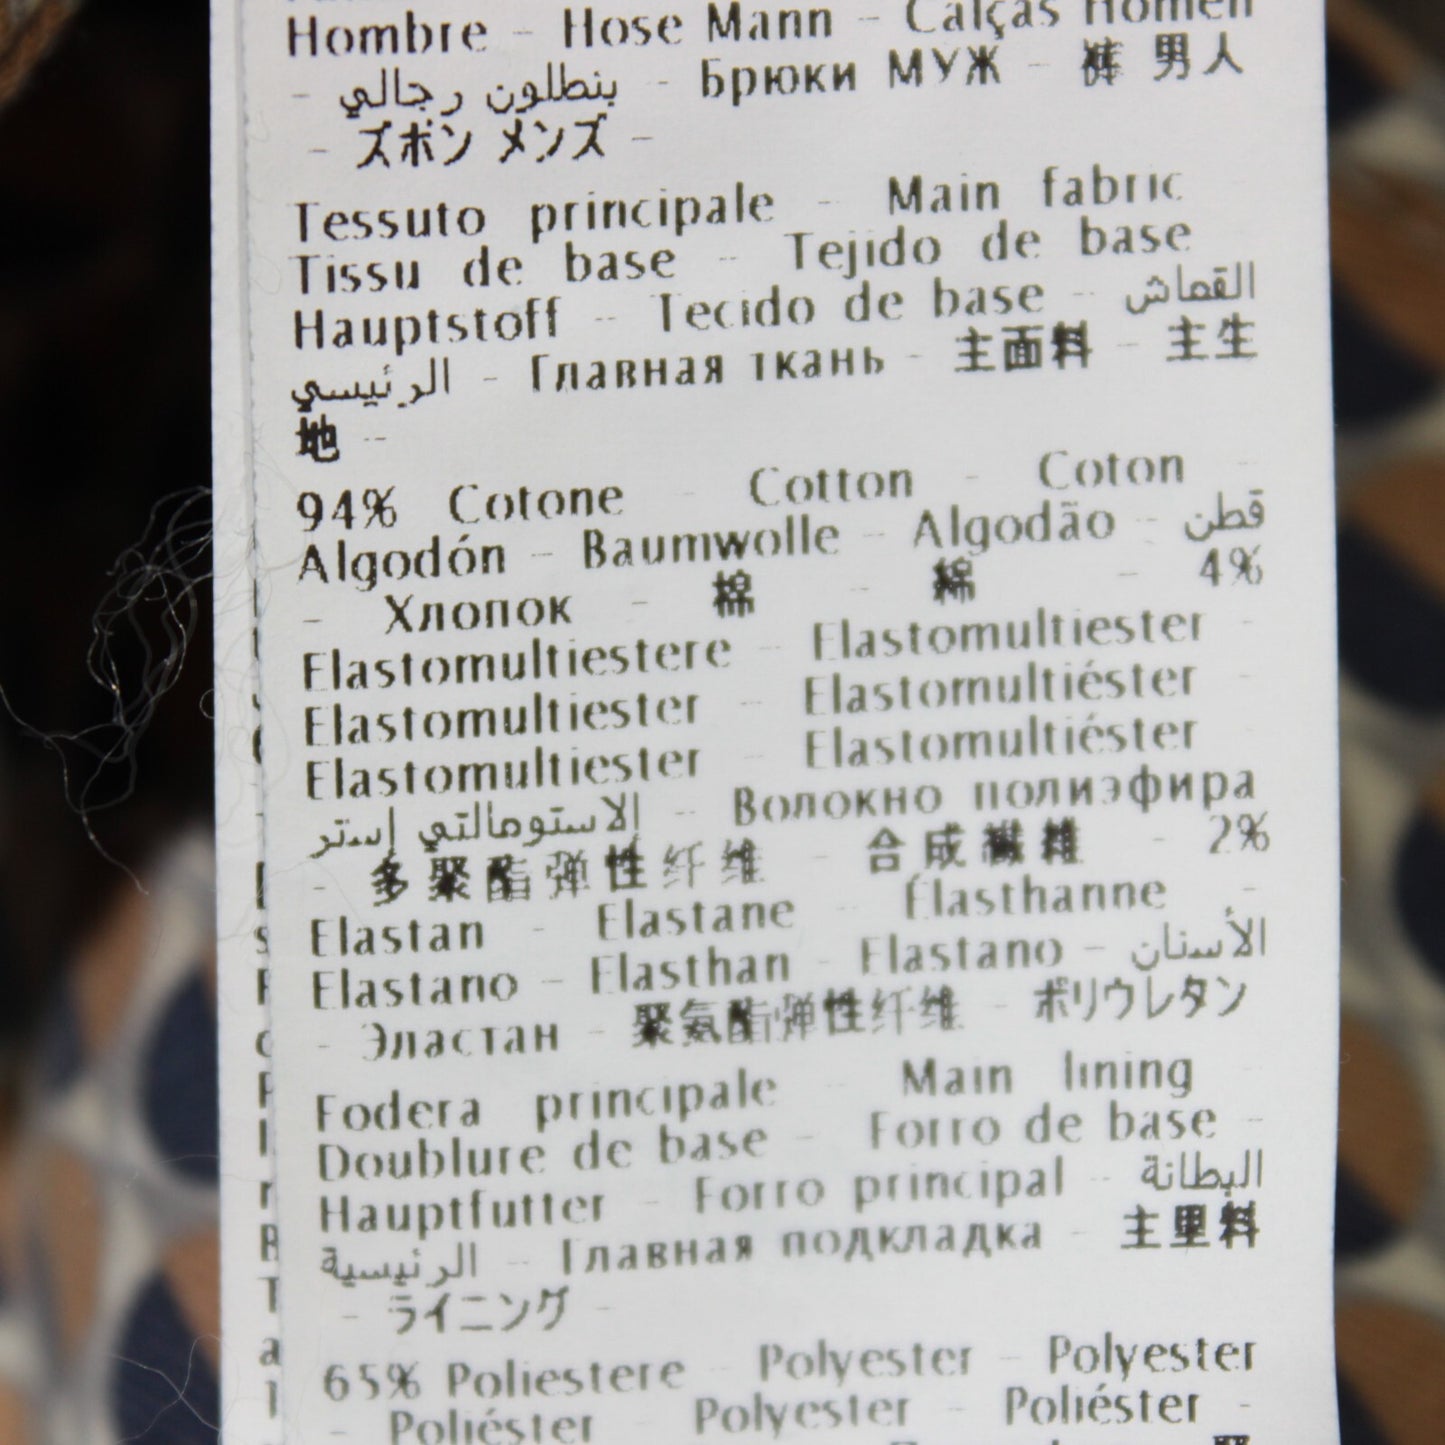 Hombre - Hose Mann - Calças Homen
- بنطلون رجالي - Брюки МУЖ - 裤 男人
- ズボン メンズ -
Tessuto principale - Main fabric -
Tissu de base - Tejido de base
Hauptstoff - Tecido de base - القماش
الرئيسي - Главная ткань - 主面料 - 主生
地 -
94% Cotone - Cotton - Coton -
Algodón - Baumwolle - Algodão - قطن
- Хлопок - 棉 - 綿 - 4%
Elastomultiestere - Elastomultiester -
Elastomultiester - Elastomultiéster -
Elastomultiester - Elastomultiéster -
الاستومالتي إستر - Волокно полиэфира
- 多聚酯弹性纤维 - 合成繊維 - 2%
Elastan - Elastane - Élasthanne -
Elastano - Elasthan - Elastano - الأسنان
- Эластан - 聚氨酯弹性纤维 - ポリウレタン
Fodera principale - Main lining -
Doublure de base - Forro de base -
Hauptfutter - Forro principal - البطانة
الرئيسية - Главная подкладка - 主里料
- ライニング -
65% Poliestere - Polyester - Polyester
- Poliéster - Polyester - Poliéster -